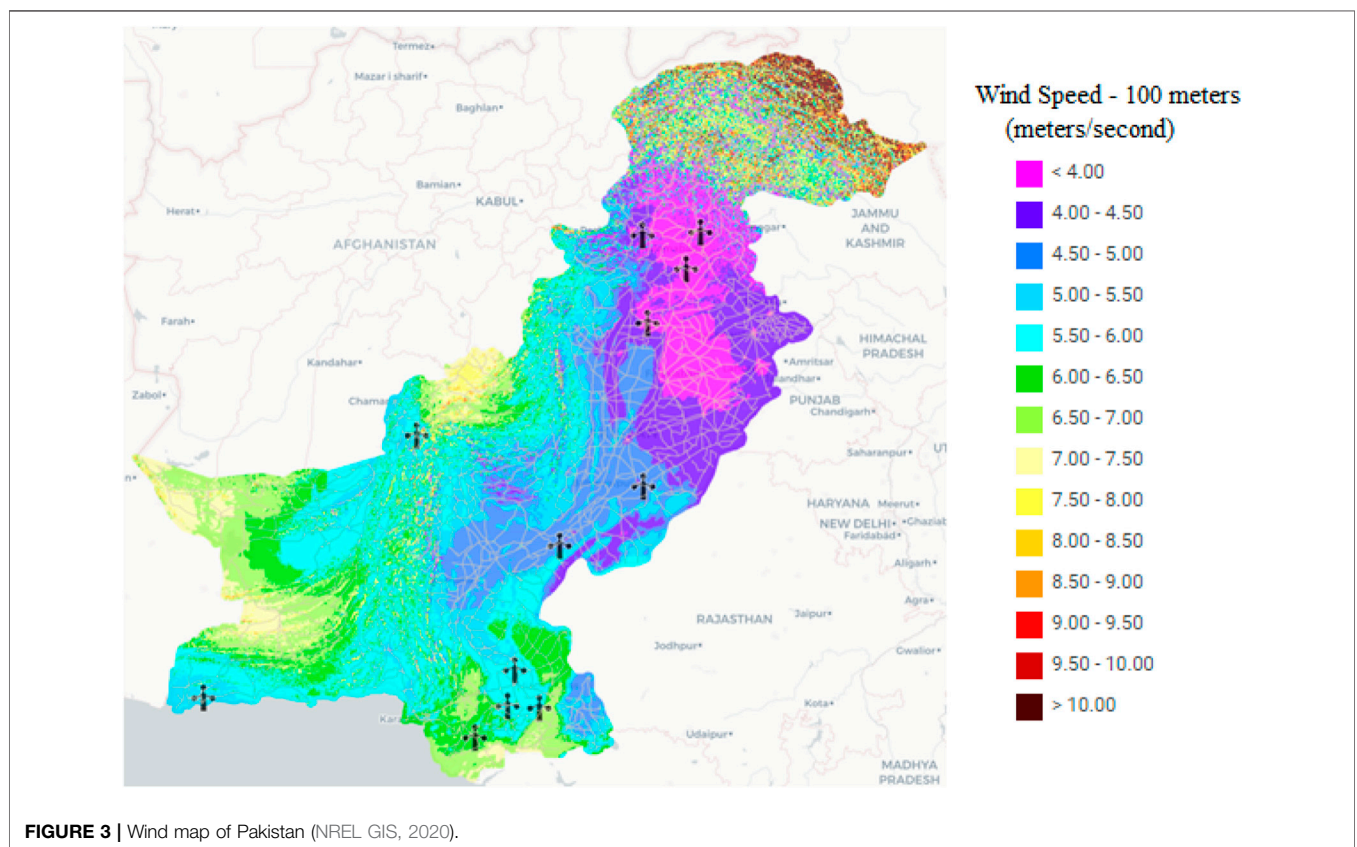 Termez
Mazar i sharif
Baghlan
Bamian
KABUL
Herat
AFGHANISTAN
JAMMU
AND
KASHMIR
Farah
Kandahar
HIMACHAL
PRADESH
Amritsar
Zabol
Chaman
PUNJAB
Chandigarh
Saharanpur
HARYANA
Meerut
NEW DELHI
Faridabad
Aligarh
Agra
RAJASTHAN
Jaipur
Jodhpur
Gwalior
Kota
Udaipur
MADHYA
PRADESH
Wind Speed - 100 meters
(meters/second)
< 4.00
4.00 - 4.50
4.50 - 5.00
5.00 - 5.50
5.50 - 6.00
6.00 - 6.50
6.50 - 7.00
7.00 - 7.50
7.50 - 8.00
8.00 - 8.50
8.50 - 9.00
9.00 - 9.50
9.50 - 10.00
> 10.00
FIGURE 3 | Wind map of Pakistan (NREL GIS, 2020).